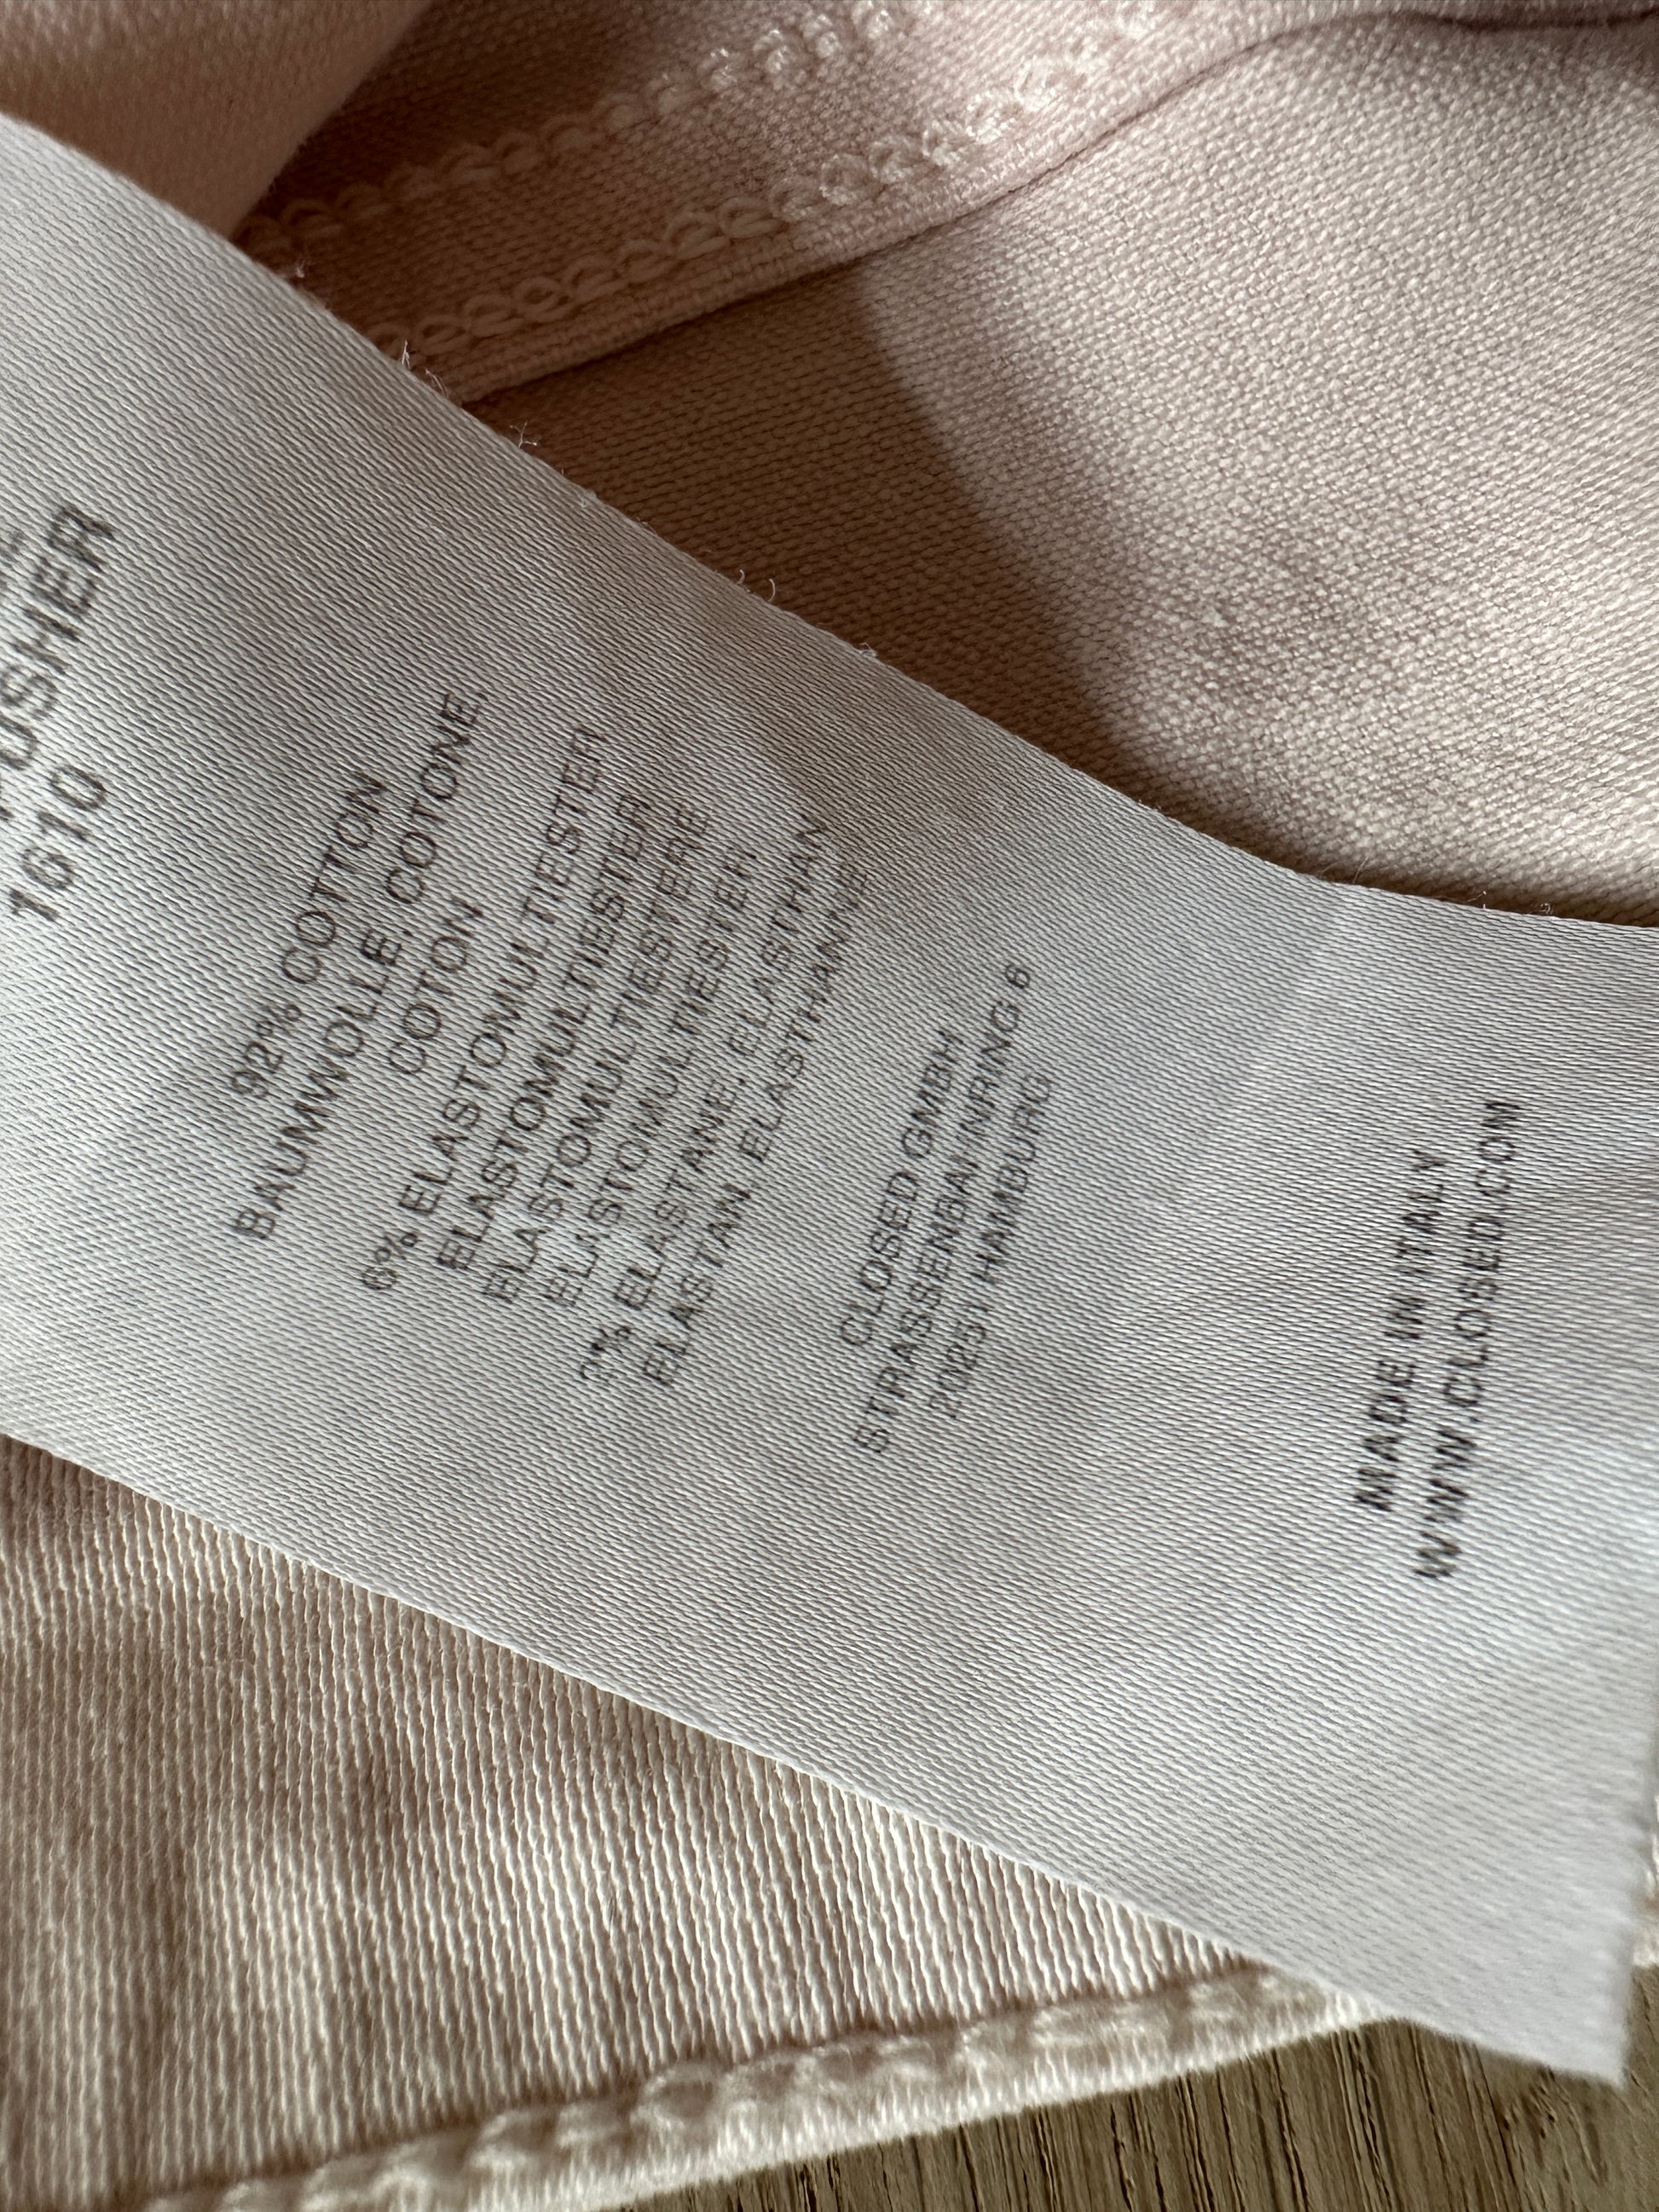 1610
92% COTTON
BAUMWOLLE. COTONE.
COTON
6% ELASTOMULTIESTER
ELASTOMULTIESTER
ELASTOMULTIESTERE
ELASTOMULTIESTER.
2% ELASTANE. ELASTHAN
ELASTAN ELASTHANNE
CLOSED GMBH
STRASSENBAHNRING 6
20251 HAMBURG
MADE IN ITALY
WWW.CLOSED.COM